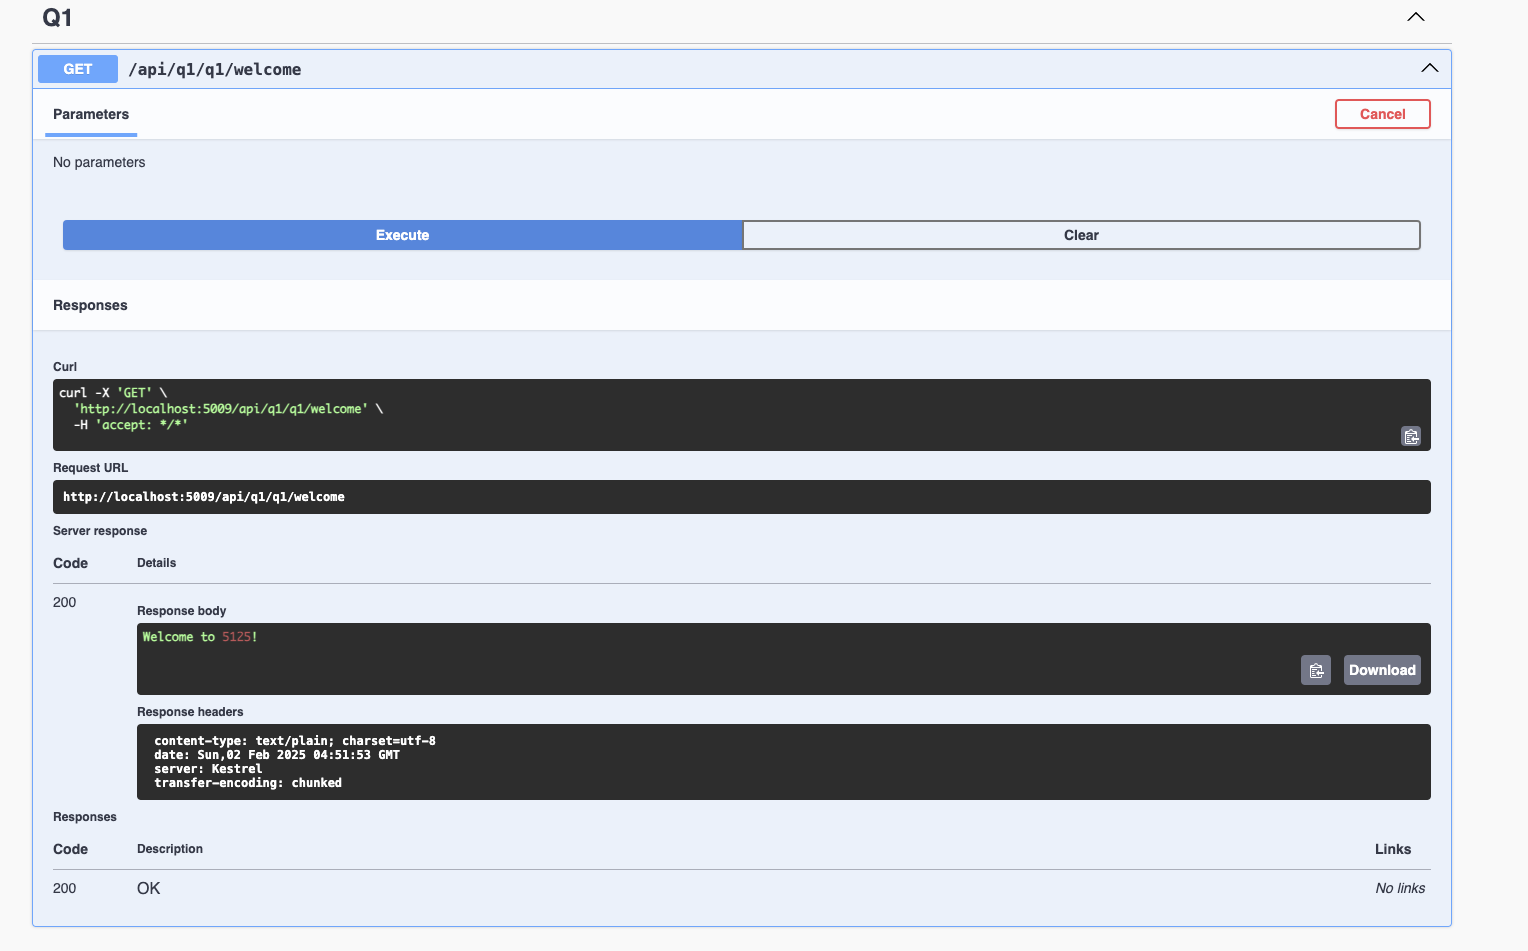 Q1
GET /api/q1/q1/welcome
Parameters Cancel
No parameters
Execute Clear
Responses
Curl
curl -X 'GET' \
'http://localhost:5009/api/q1/q1/welcome' \
-H 'accept: */*'
Request URL
http://localhost:5009/api/q1/q1/welcome
Server response
Code Details
200
Response body
Welcome to 5125!
Download
Response headers
content-type: text/plain; charset=utf-8
date: Sun,02 Feb 2025 04:51:53 GMT
server: Kestrel
transfer-encoding: chunked
Responses
Code Description Links
200 OK No links